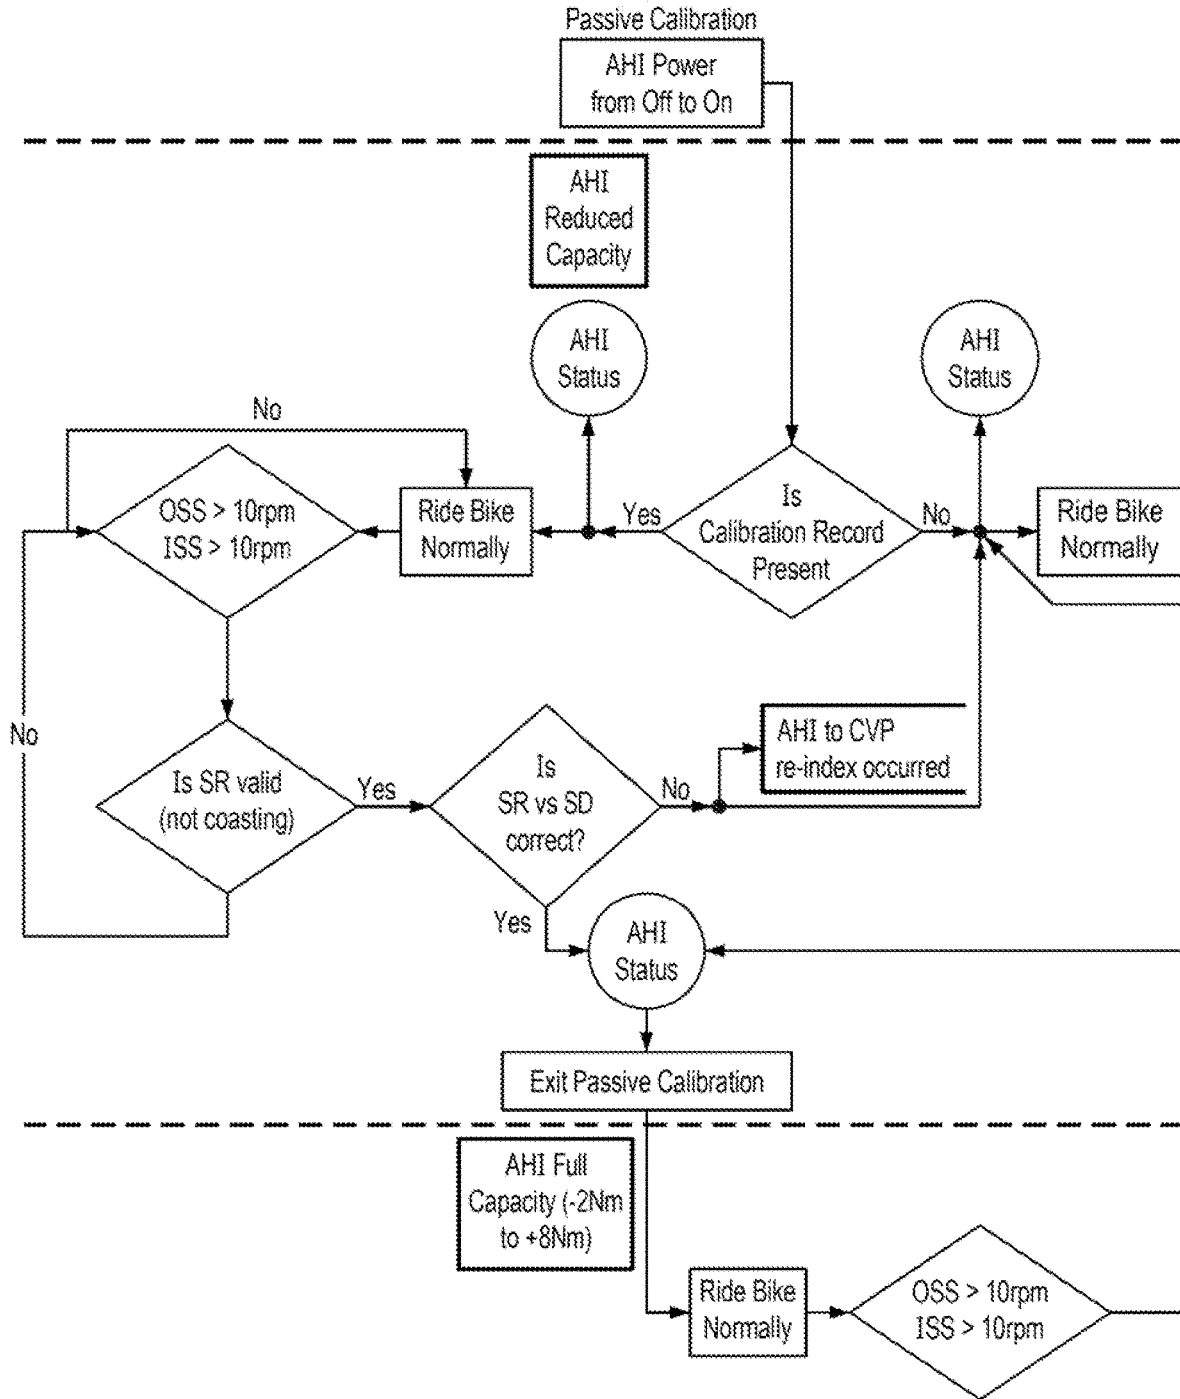 Passive Calibration
AHI Power
from Off to On
AHI
Reduced
Capacity
AHI
Status
AHI
Status
No
OSS > 10rpm
ISS > 10rpm
Ride Bike
Normally
Yes
Is
Calibration Record
Present
No
Ride Bike
Normally
No
Is SR valid
(not coasting)
Yes
Is
SR vs SD
correct?
No
AHI to CVP
re-index occurred
Yes
AHI
Status
Exit Passive Calibration
AHI Full
Capacity (-2Nm
to +8Nm)
Ride Bike
Normally
OSS > 10rpm
ISS > 10rpm